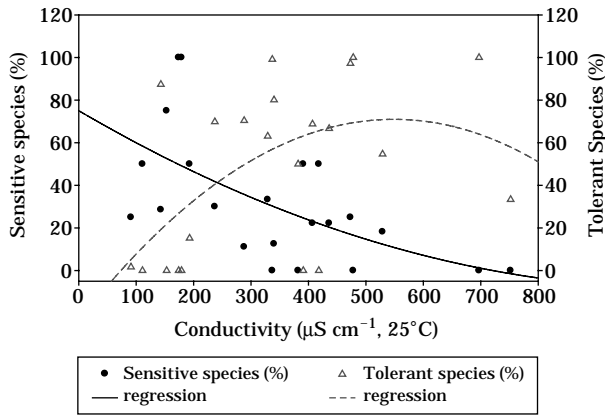 120 120
100 100
80 80
60 60
40 40
20 20
0 0
Sensitive species (%)
Tolerant Species (%)
0 100 200 300 400 500 600 700 800
Conductivity (μS cm⁻¹, 25°C)
Sensitive species (%) Tolerant species (%)
regression regression